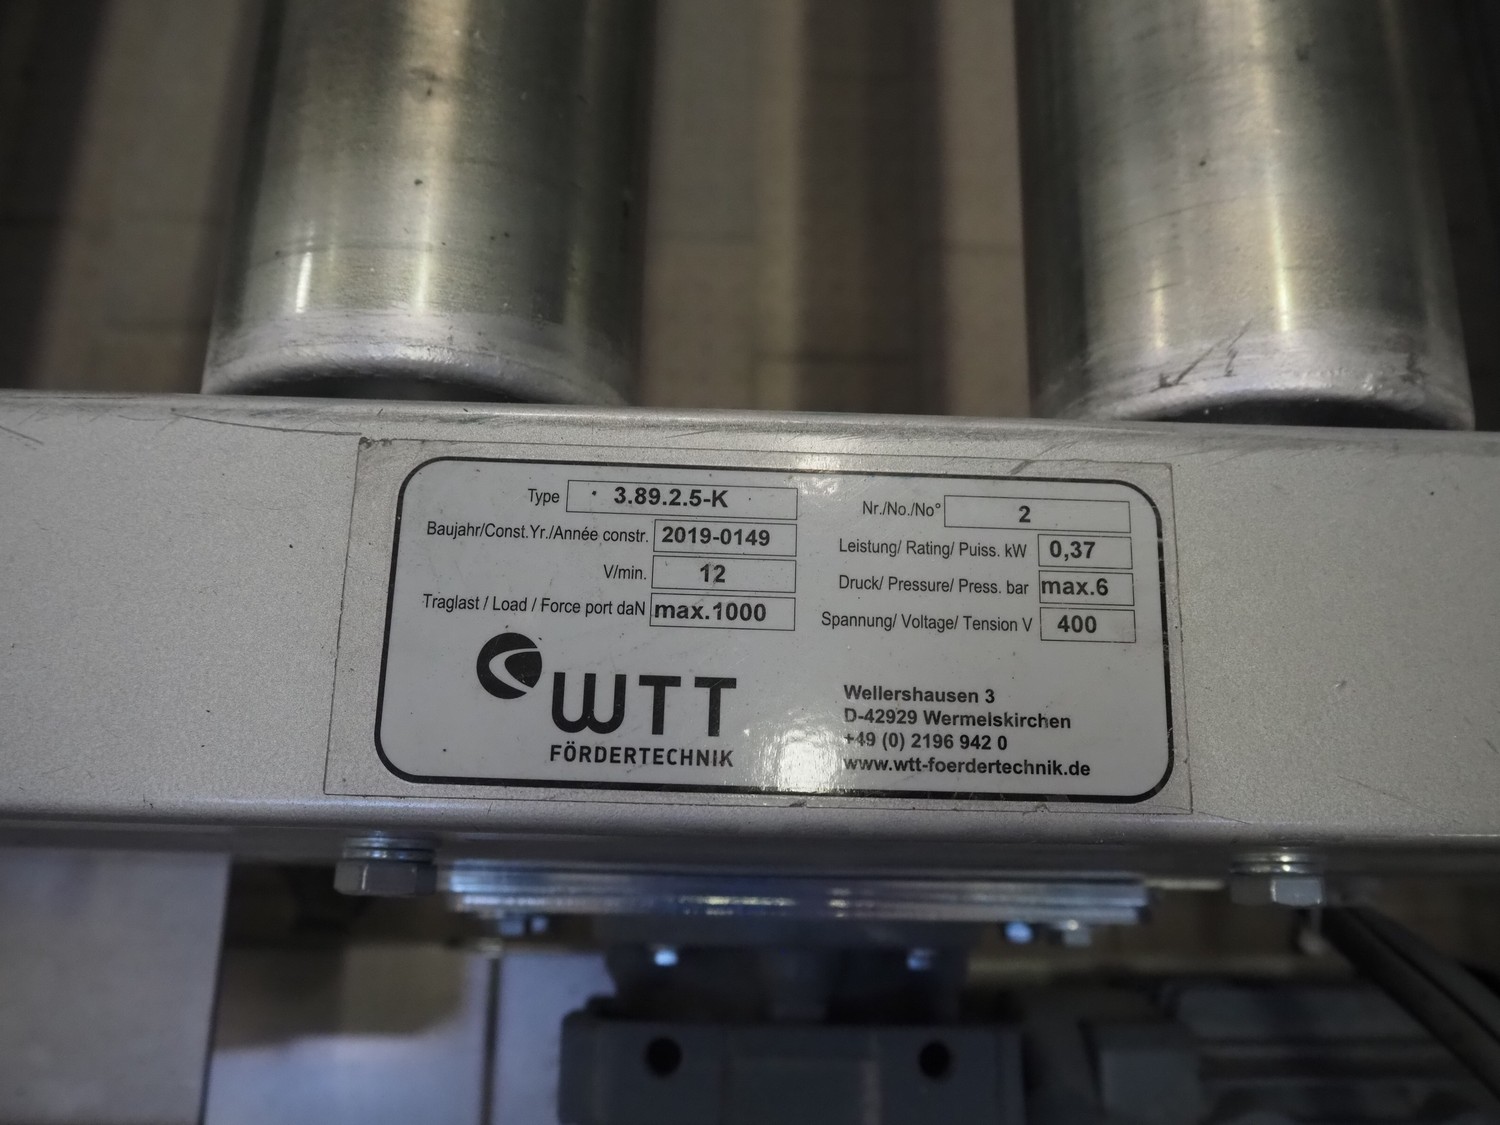 Type 3.89.2.5-K
Baujahr/Const.Yr./Année constr. 2019-0149
V/min. 12
Traglast / Load / Force port daN max.1000
Nr./No./No° 2
Leistung/ Rating/ Puiss. kW 0,37
Druck/ Pressure/ Press. bar max.6
Spannung/ Voltage/ Tension V 400
WTT
FÖRDERTECHNIK
Wellershausen 3
D-42929 Wermelskirchen
+49 (0) 2196 942 0
www.wtt-foerdertechnik.de